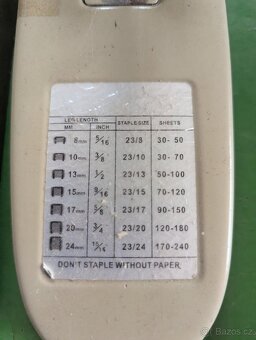 LEG LENGTH STAPLE SIZE SHEETS
MM INCH
8mm 5/16 23/8 30- 50
10mm 3/8 23/10 30- 70
13mm 1/2 23/13 50-100
15mm 9/16 23/15 70-120
17mm 5/8 23/17 90-150
20mm 3/4 23/20 120-180
24mm 15/16 23/24 170-240
DON'T STAPLE WITHOUT PAPER
Sbazos.cz